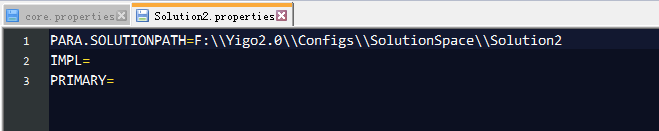 core.properties
Solution2.properties
1 PARA.SOLUTIONPATH=F:\\Yigo2.0\\Configs\\SolutionSpace\\Solution2
2 IMPL=
3 PRIMARY=